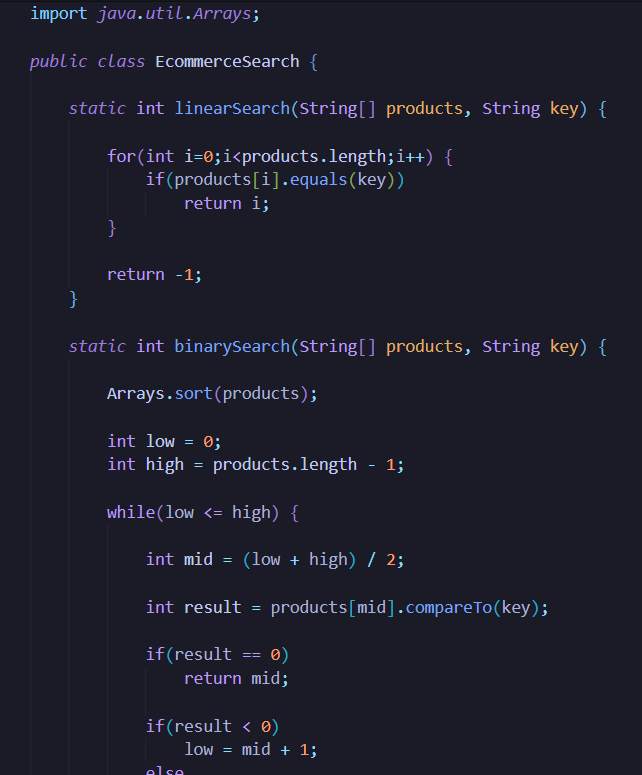 import java.util.Arrays;
public class EcommerceSearch {
static int linearSearch(String[] products, String key) {
for(int i=0;i<products.length;i++) {
if(products[i].equals(key))
return i;
}
return -1;
}
static int binarySearch(String[] products, String key) {
Arrays.sort(products);
int low = 0;
int high = products.length - 1;
while(low <= high) {
int mid = (low + high) / 2;
int result = products[mid].compareTo(key);
if(result == 0)
return mid;
if(result < 0)
low = mid + 1;
else